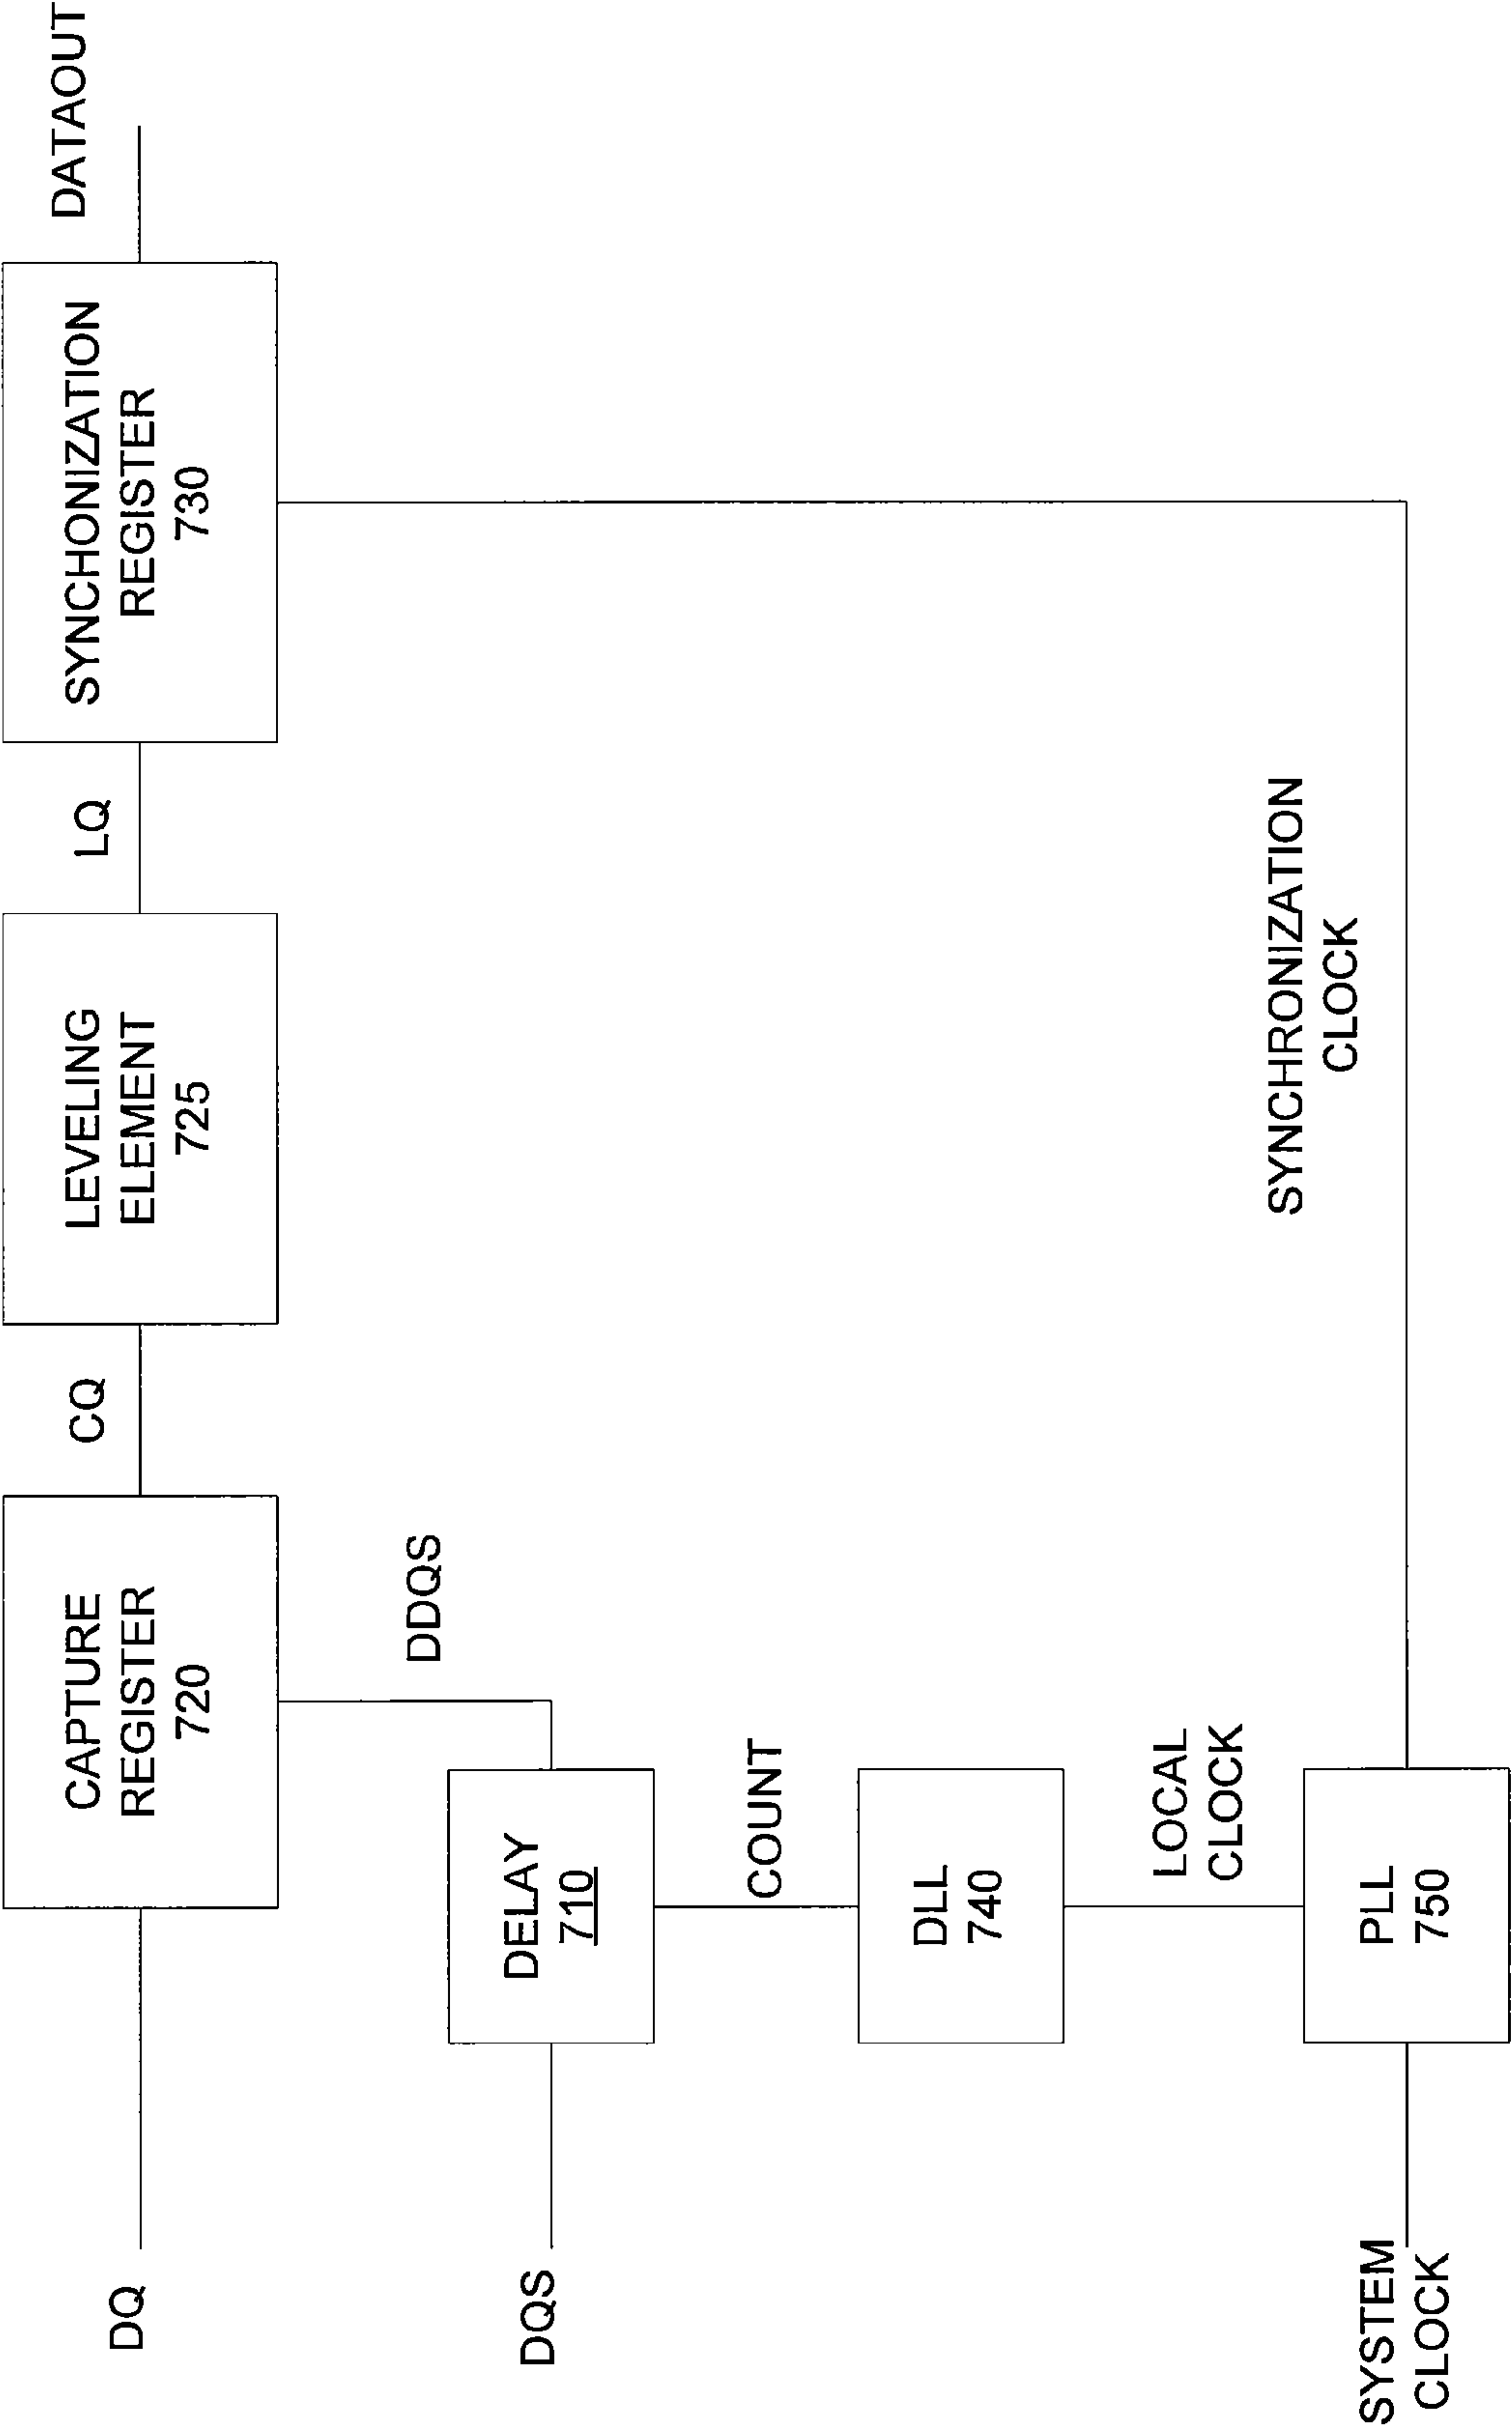 DQ
CAPTURE
REGISTER
720
CQ
LEVELING
ELEMENT
725
LQ
SYNCHONIZATION
REGISTER
730
DATAOUT
DDQS
DQS
DELAY
710
COUNT
DLL
740
LOCAL
CLOCK
SYNCHRONIZATION
CLOCK
SYSTEM
CLOCK
PLL
750